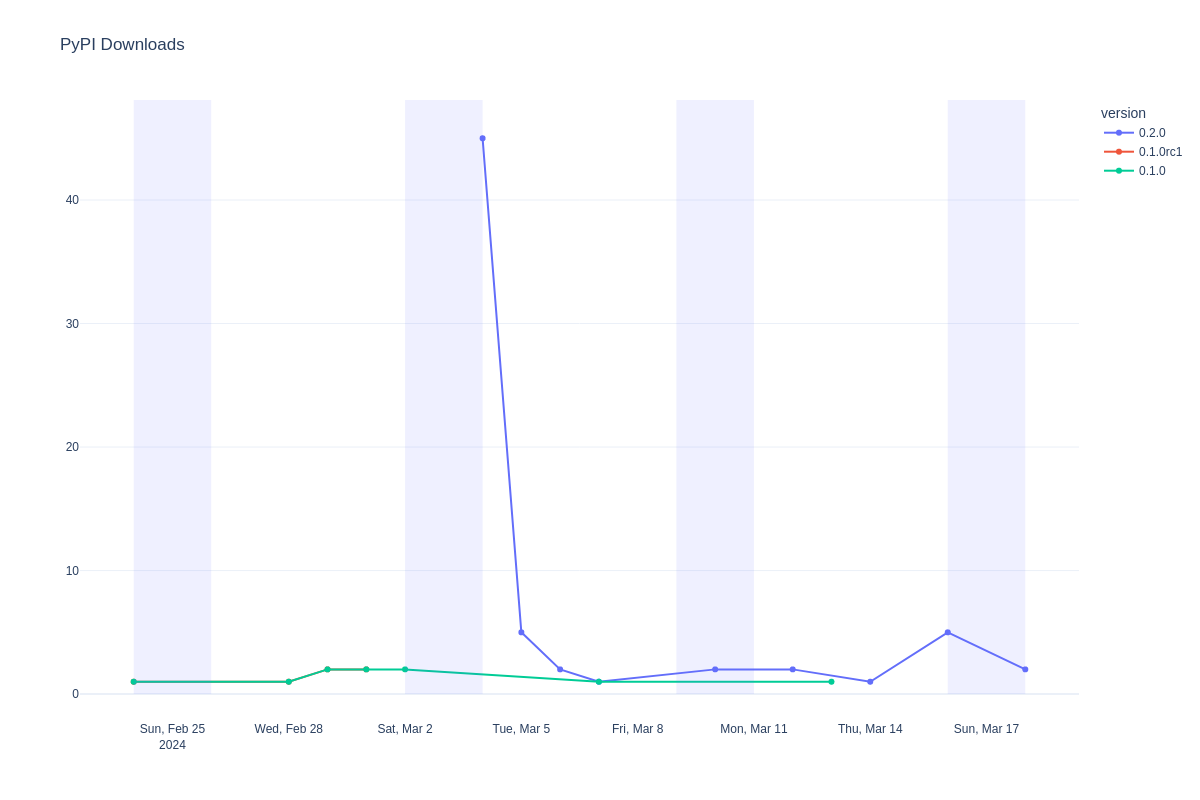 PyPI Downloads
version
0.2.0
0.1.0rc1
0.1.0
40
30
20
10
0
Sun, Feb 25
2024
Wed, Feb 28
Sat, Mar 2
Tue, Mar 5
Fri, Mar 8
Mon, Mar 11
Thu, Mar 14
Sun, Mar 17